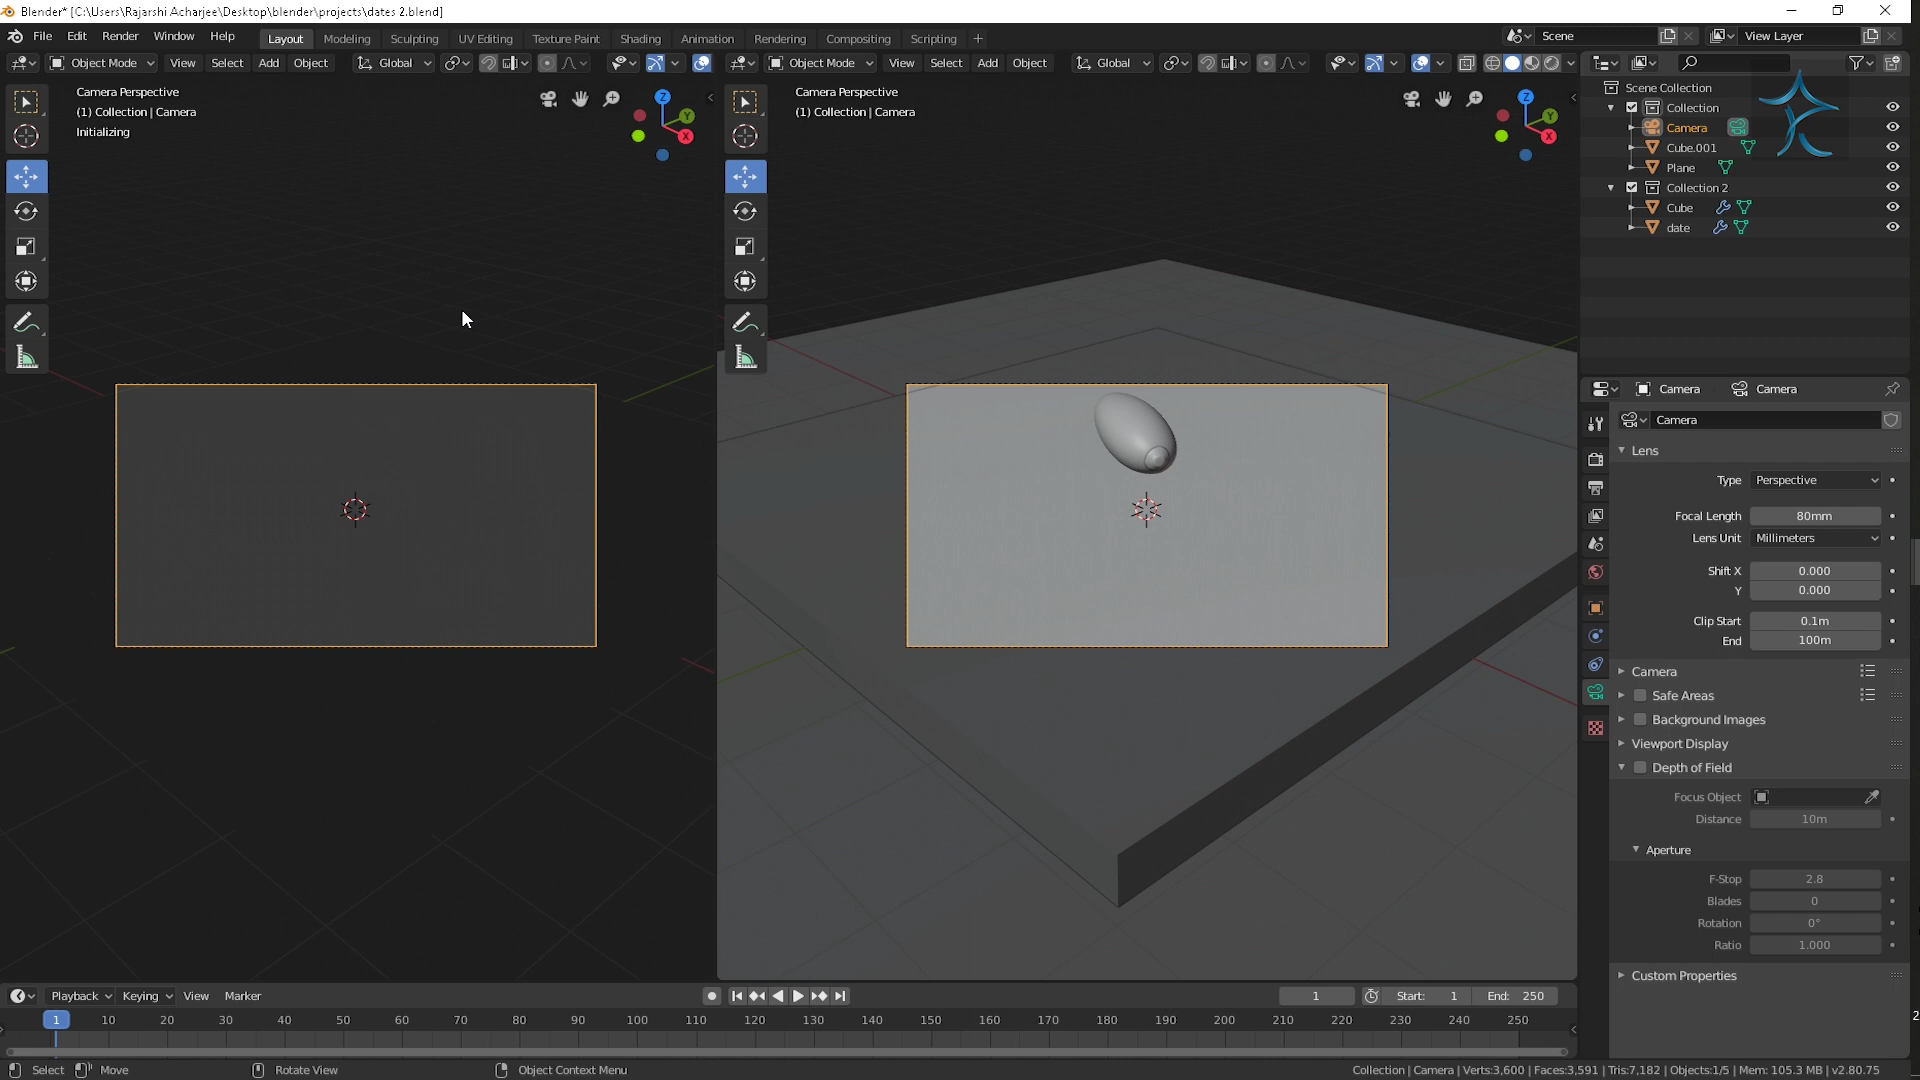 Blender* [C:\Users\Rajarshi Acharjee\Desktop\blender\projects\dates 2.blend]
File Edit Render Window Help Layout Modeling Sculpting UV Editing Texture Paint Shading Animation Rendering Compositing Scripting + Scene View Layer
Object Mode View Select Add Object Global Object Mode View Select Add Object Global
Camera Perspective
(1) Collection | Camera
Initializing
Z
Y
X
Camera Perspective
(1) Collection | Camera
Z
Y
X
Scene Collection
Collection
Camera
Cube.001
Plane
Collection 2
Cube
date
Camera Camera
Camera
Lens
Type Perspective
Focal Length 80mm
Lens Unit Millimeters
Shift X 0.000
Y 0.000
Clip Start 0.1m
End 100m
Camera
Safe Areas
Background Images
Viewport Display
Depth of Field
Focus Object
Distance 10m
Aperture
F-Stop 2.8
Blades 0
Rotation 0°
Ratio 1.000
Custom Properties
Playback Keying View Marker 1 Start: 1 End: 250
1 10 20 30 40 50 60 70 80 90 100 110 120 130 140 150 160 170 180 190 200 210 220 230 240 250
2
Select Move Rotate View Object Context Menu Collection | Camera | Verts:3,600 | Faces:3,591 | Tris:7,182 | Objects:1/5 | Mem: 105.3 MB | v2.80.75